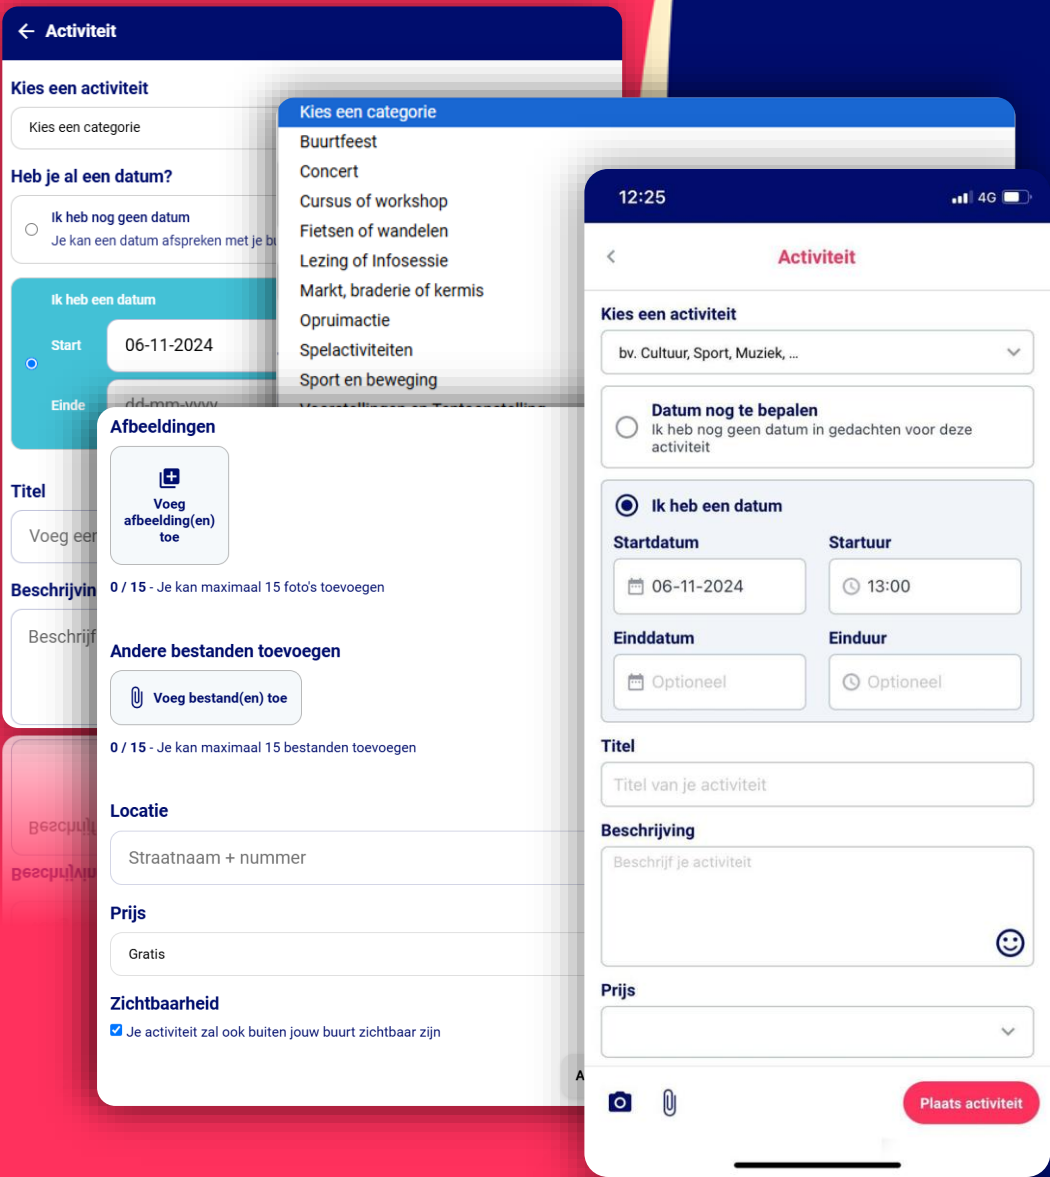 Activiteit
Kies een activiteit
Kies een categorie
Heb je al een datum?
Ik heb nog geen datum
Je kan een datum afspreken met je
Ik heb een datum
Start
06-11-2024
Einde
dd-mm-yyyy
Titel
Voeg
Beschrijf
Kies een categorie
Buurtfeest
Concert
Cursus of workshop
Fietsen of wandelen
Lezing of Infosessie
Markt, braderie of kermis
Opruimactie
Spelactiviteiten
Sport en beweging
Voorstellingen en Tentoonstelling
Afbeeldingen
Voeg
afbeelding(en)
toe
0 / 15 - Je kan maximaal 15 foto's toevoegen
Andere bestanden toevoegen
Voeg bestand(en) toe
0 / 15 - Je kan maximaal 15 bestanden toevoegen
Locatie
Straatnaam + nummer
Prijs
Gratis
Zichtbaarheid
Je activiteit zal ook buiten jouw buurt zichtbaar zijn
12:25
4G
Activiteit
Kies een activiteit
bv. Cultuur, Sport, Muziek, ...
Datum nog te bepalen
Ik heb nog geen datum in gedachten voor deze
activiteit
Ik heb een datum
Startdatum Startuur
06-11-2024 13:00
Einddatum Einduur
Optioneel Optioneel
Titel
Titel van je activiteit
Beschrijving
Beschrijf je activiteit
Prijs
Plaats activiteit